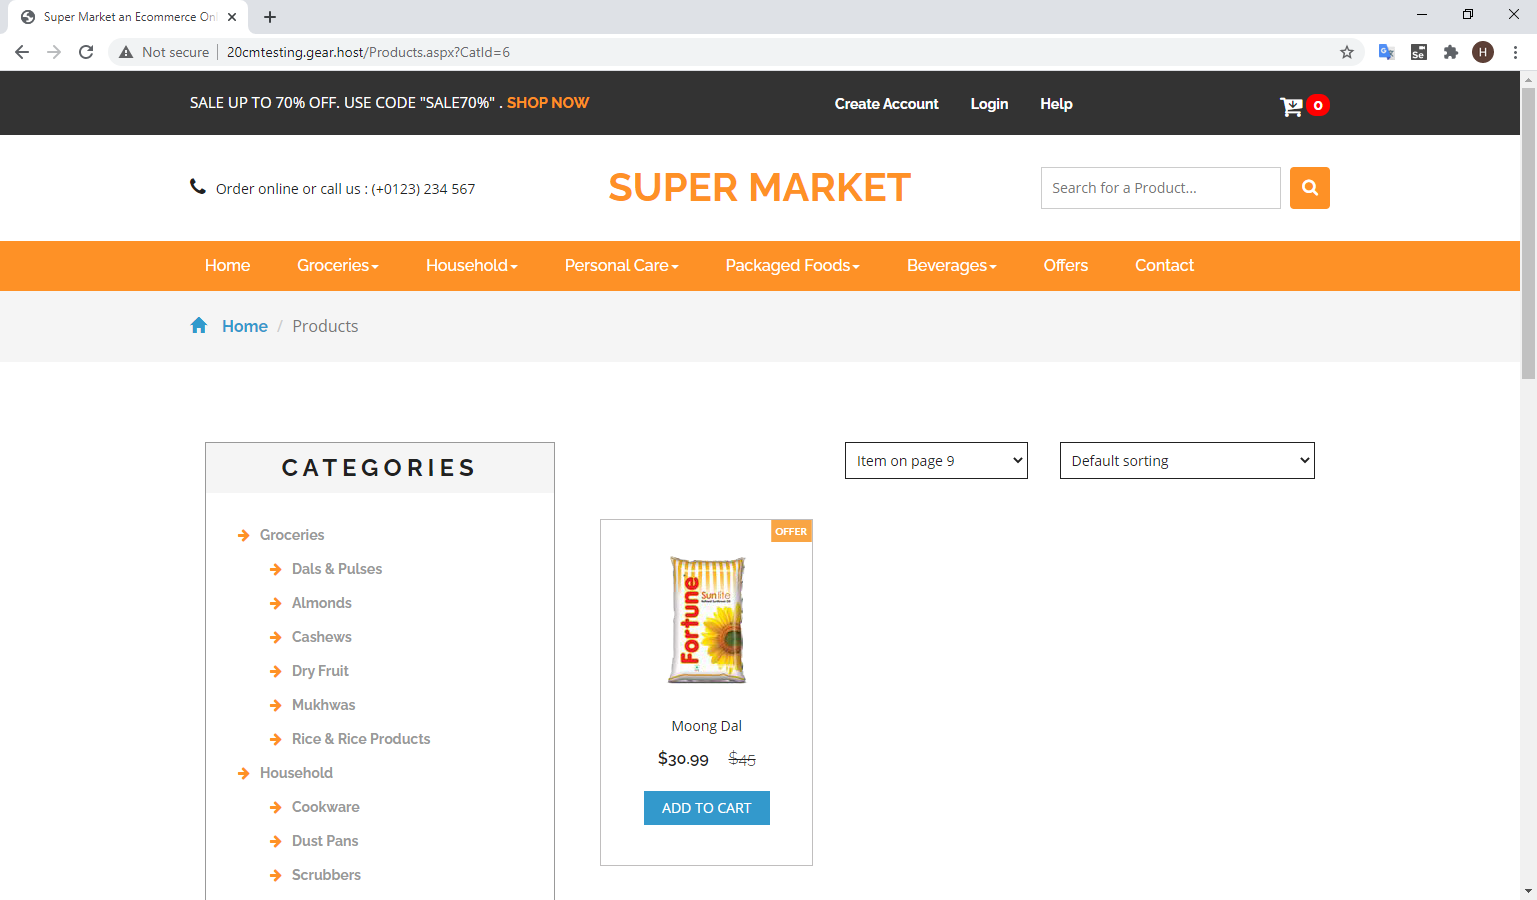 Super Market an Ecommerce Onl
Not secure
20cmtesting.gear.host/Products.aspx?CatId=6
Se
H
SALE UP TO 70% OFF. USE CODE "SALE70%" . SHOP NOW
Create Account
Login
Help
0
Order online or call us : (+0123) 234 567
SUPER MARKET
Search for a Product...
Home
Groceries
Household
Personal Care
Packaged Foods
Beverages
Offers
Contact
Home / Products
CATEGORIES
Item on page 9
Default sorting
Groceries
Dals & Pulses
Almonds
Cashews
Dry Fruit
Mukhwas
Rice & Rice Products
Household
Cookware
Dust Pans
Scrubbers
OFFER
Fortune
Sunlite
Moong Dal
$30.99 $45
ADD TO CART